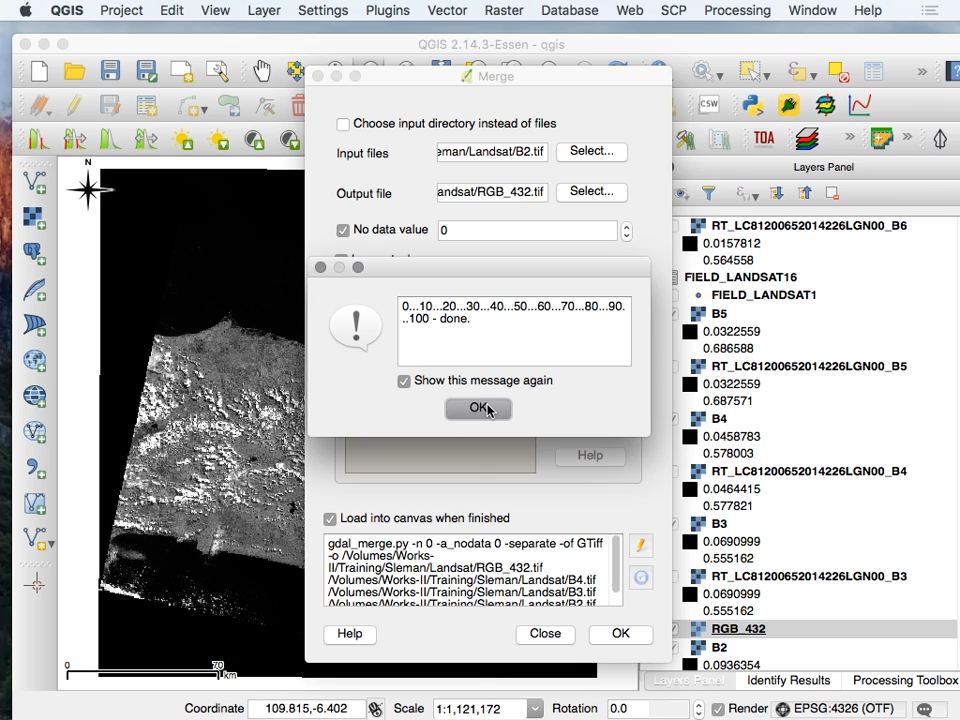 QGIS Project Edit View Layer Settings Plugins Vector Raster Database Web SCP Processing Window Help
QGIS 2.14.3-Essen - qgis
Merge
CSW
TOA
Choose input directory instead of files
Input files
eman/Landsat/B2.tif
Select...
Output file
andsat/RGB_432.tif
Select...
No data value
0
0...10...20...30...40...50...60...70...80...90.
..100 - done.
Show this message again
OK
Help
Load into canvas when finished
gdal_merge.py -n 0 -a_nodata 0 -separate -of GTiff
-o /Volumes/Works-
II/Training/Sleman/Landsat/RGB_432.tif
/Volumes/Works-II/Training/Sleman/Landsat/B4.tif
/Volumes/Works-II/Training/Sleman/Landsat/B3.tif
/Volumes/Works-II/Training/Sleman/Landsat/B2.tif
Help
Close
OK
N
0
70
km
Layers Panel
RT_LC81200652014226LGN00_B6
0.0157812
0.564558
FIELD_LANDSAT16
FIELD_LANDSAT1
B5
0.0322559
0.686588
RT_LC81200652014226LGN00_B5
0.0322559
0.687571
B4
0.0458783
0.578003
RT_LC81200652014226LGN00_B4
0.0464415
0.577821
B3
0.0690999
0.555162
RT_LC81200652014226LGN00_B3
0.0690999
0.555162
RGB_432
B2
0.0936354
Layers Panel
Identify Results
Processing Toolbox
Coordinate
109.815,-6.402
Scale
1:1,121,172
Rotation
0.0
Render
EPSG:4326 (OTF)